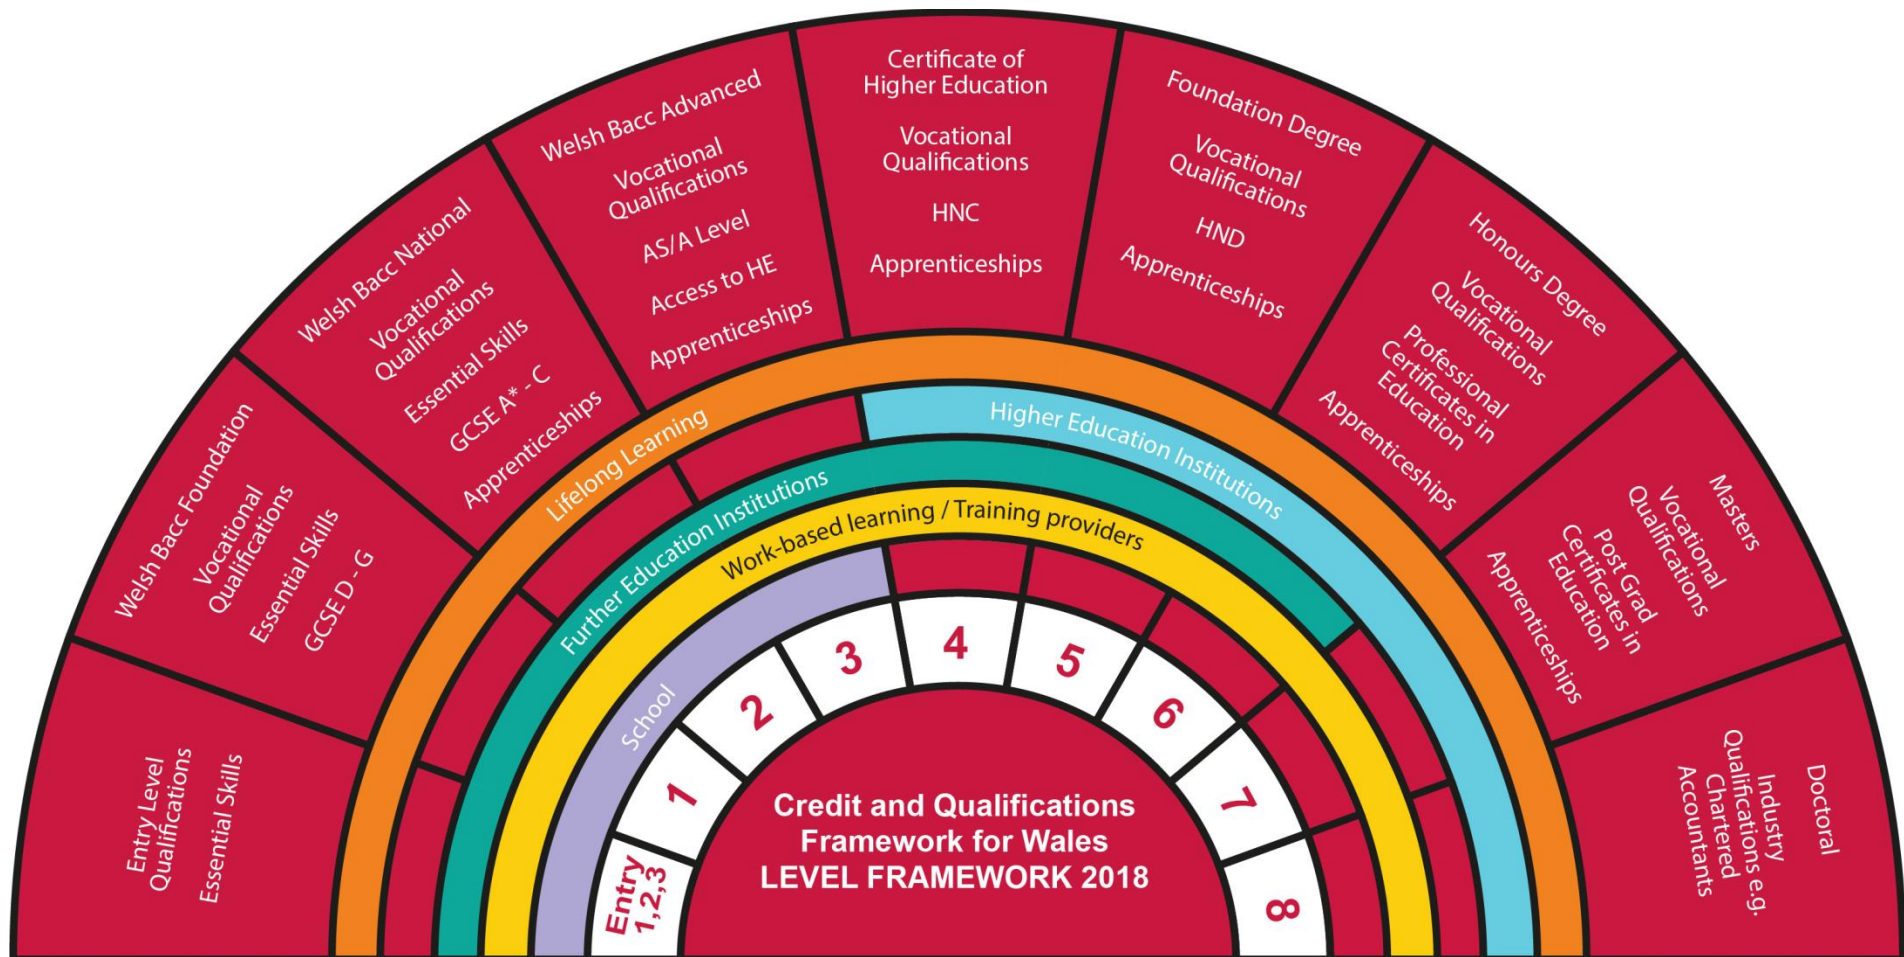 Entry Level
Qualifications
Essential Skills
Welsh Bacc Foundation
Vocational
Qualifications
Essential Skills
GCSE D - G
Welsh Bacc National
Vocational
Qualifications
Essential Skills
GCSE A* - C
Apprenticeships
Welsh Bacc Advanced
Vocational
Qualifications
AS/A Level
Access to HE
Apprenticeships
Certificate of
Higher Education
Vocational
Qualifications
HNC
Apprenticeships
Foundation Degree
Vocational
Qualifications
HND
Apprenticeships
Honours Degree
Vocational
Qualifications
Professional
Certificates in
Education
Apprenticeships
Masters
Vocational
Qualifications
Post Grad
Certificates in
Education
Apprenticeships
Doctoral
Industry
Qualifications e.g.
Chartered
Accountants
Lifelong Learning
Higher Education Institutions
Further Education Institutions
Work-based learning / Training providers
School
Entry
1,2,3
1
2
3
4
5
6
7
8
Credit and Qualifications
Framework for Wales
LEVEL FRAMEWORK 2018